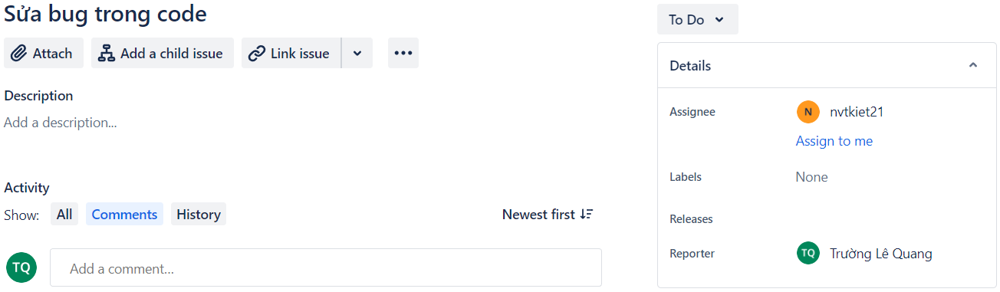 Sửa bug trong code
Attach
Add a child issue
Link issue
Description
Add a description...
Activity
Show:
All
Comments
History
Newest first
TQ
Add a comment...
To Do
Details
Assignee
N
nvtkiet21
Assign to me
Labels
None
Releases
Reporter
TQ
Trường Lê Quang